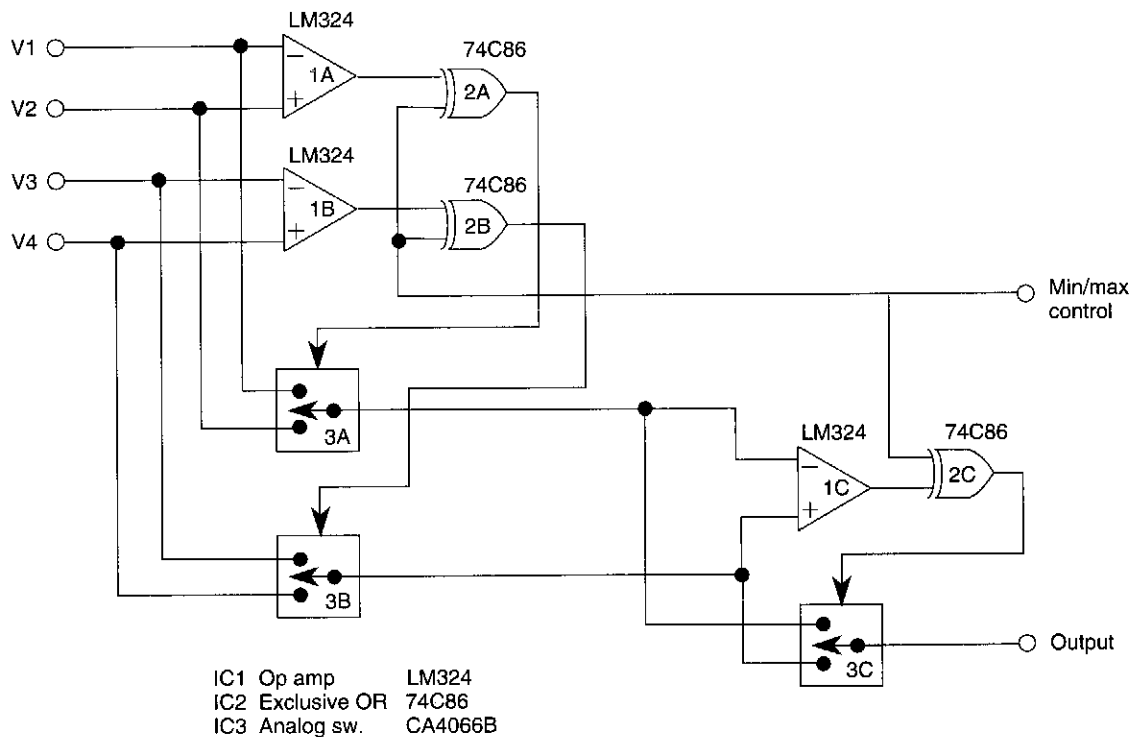 LM324
74C86
V1
−
1A
2A
V2
+
LM324
74C86
V3
−
1B
2B
V4
+
Min/max
control
3A
LM324
74C86
−
1C
2C
+
3B
Output
3C
IC1 Op amp LM324
IC2 Exclusive OR 74C86
IC3 Analog sw. CA4066B